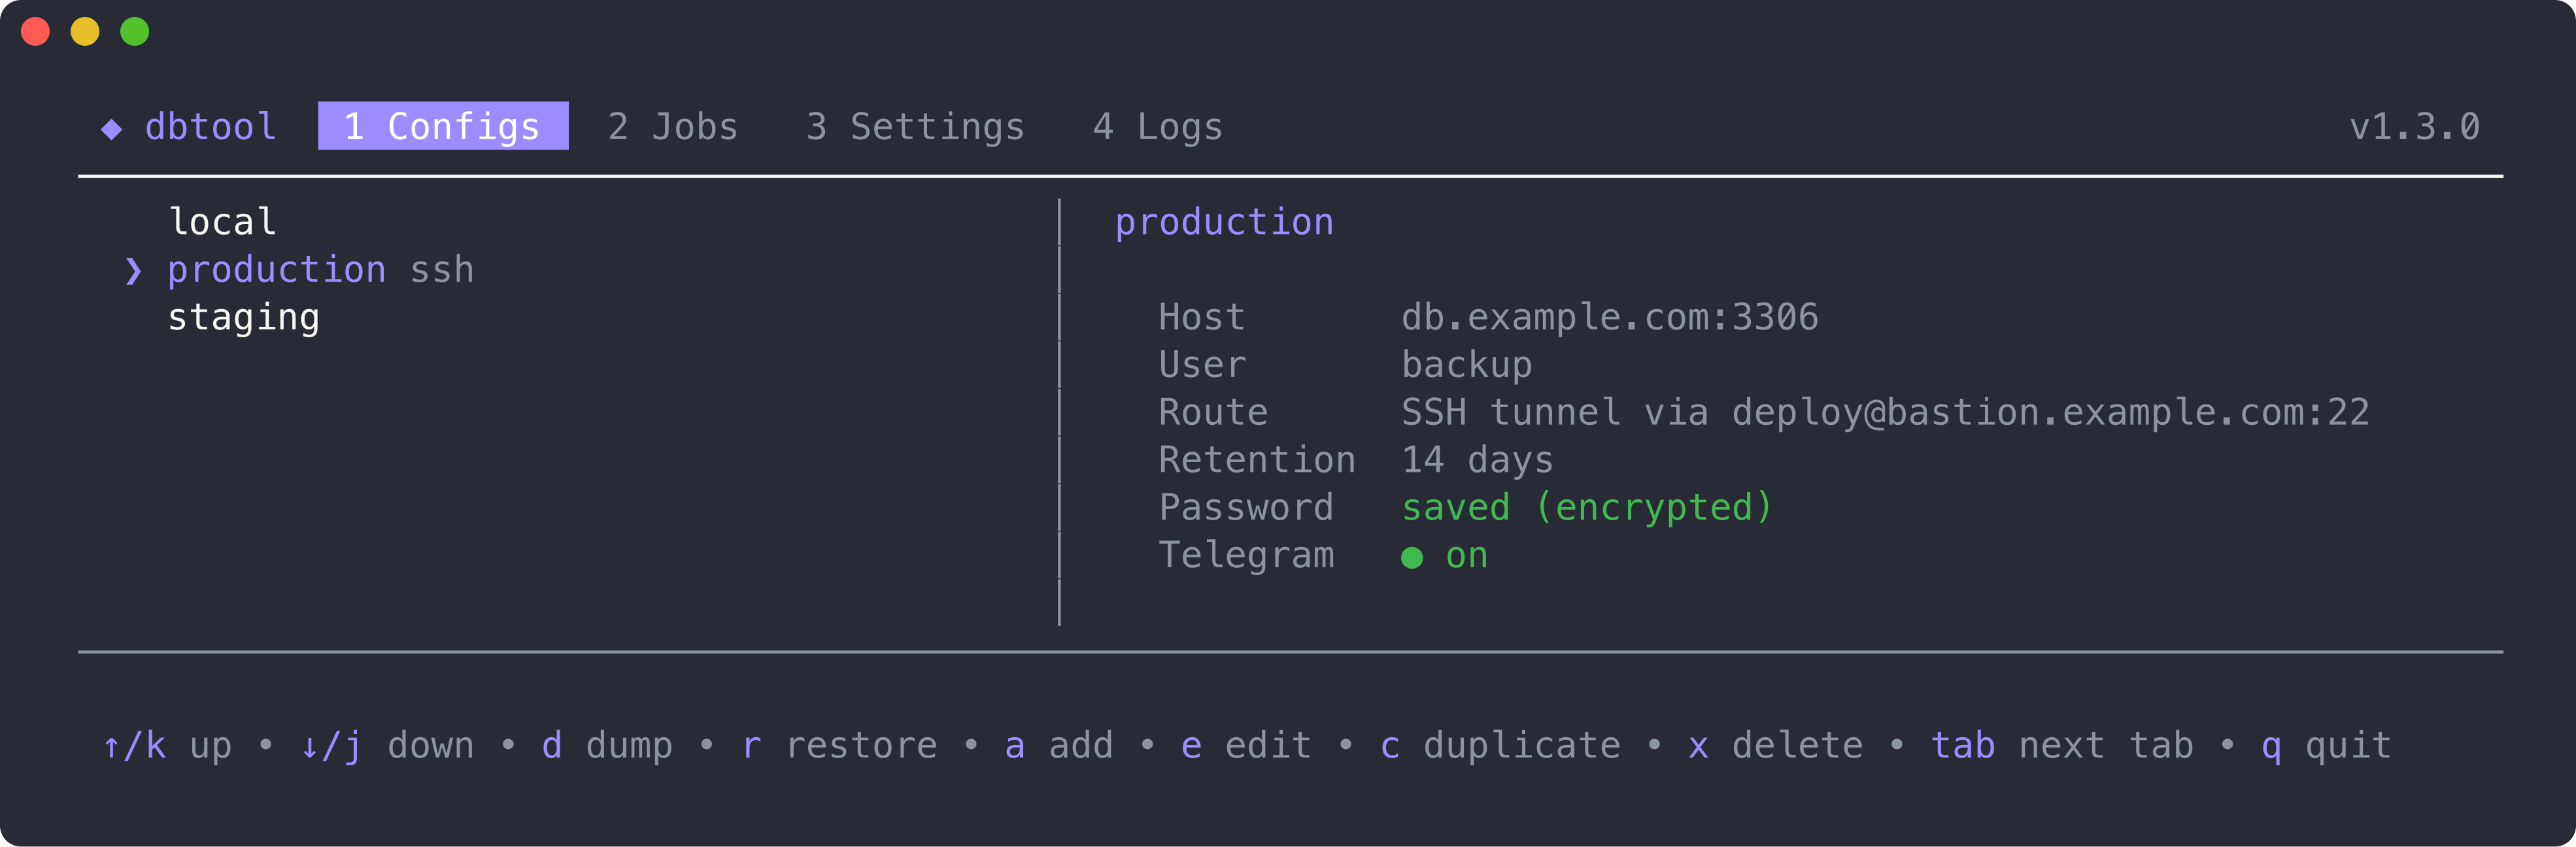 ◆ dbtool 1 Configs 2 Jobs 3 Settings 4 Logs v1.3.0
local
❯ production ssh
staging
production
Host db.example.com:3306
User backup
Route SSH tunnel via deploy@bastion.example.com:22
Retention 14 days
Password saved (encrypted)
Telegram ● on
↑/k up • ↓/j down • d dump • r restore • a add • e edit • c duplicate • x delete • tab next tab • q quit